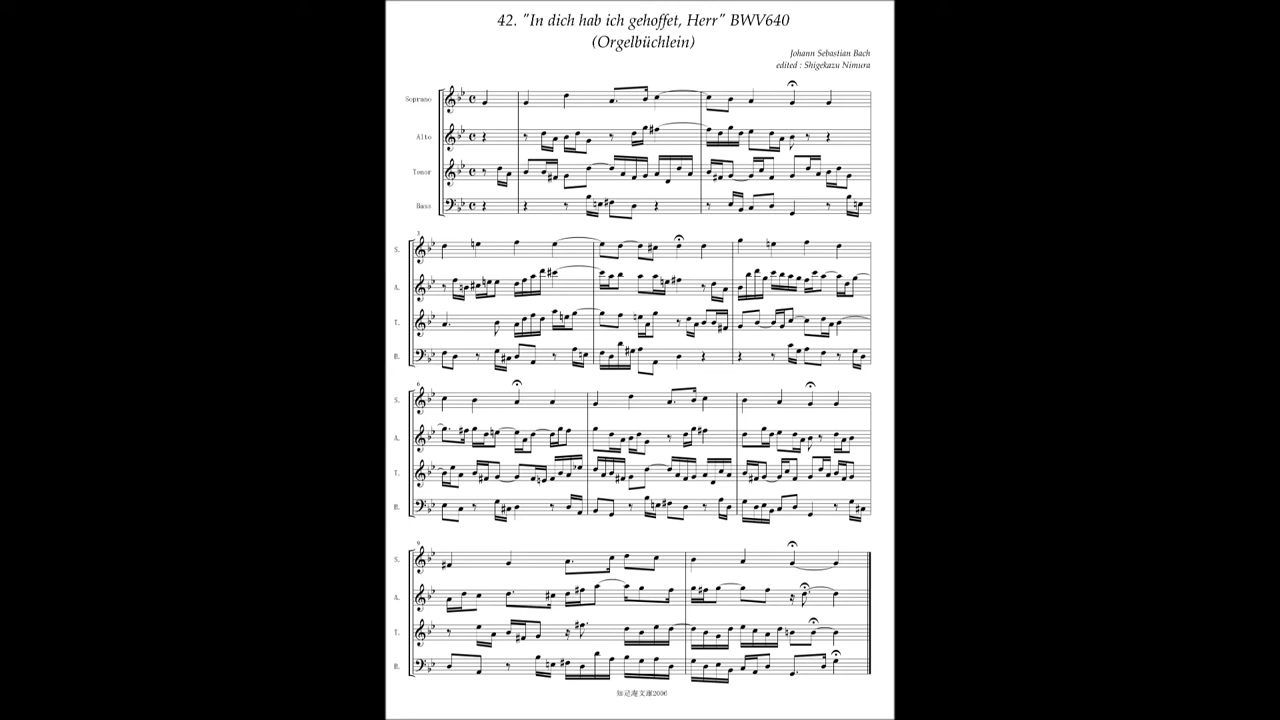 42. "In dich hab ich gehoffet, Herr" BWV640
(Orgelbüchlein)
Johann Sebastian Bach
edited : Shigekazu Nimura
Soprano
Alto
Tenor
Bass
3
S.
A.
T.
B.
6
S.
A.
T.
B.
9
S.
A.
T.
B.
知足庵文庫2006